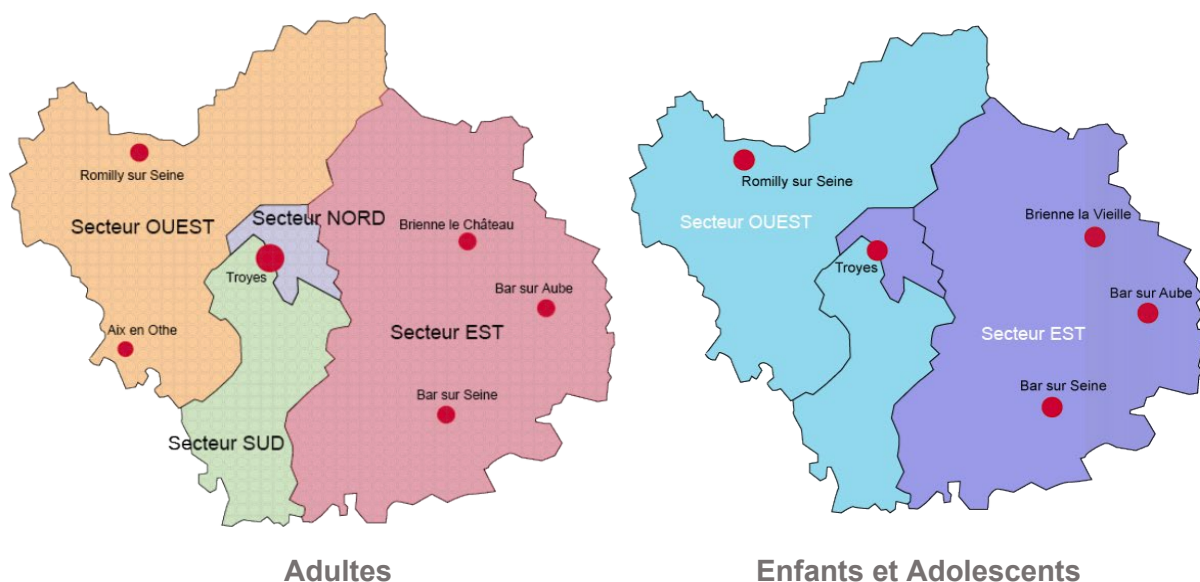 Romilly sur Seine
Secteur OUEST
Secteur NORD
Brienne le Château
Troyes
Bar sur Aube
Aix en Othe
Secteur EST
Bar sur Seine
Secteur SUD
Adultes
Romilly sur Seine
Secteur OUEST
Brienne la Vieille
Troyes
Bar sur Aube
Secteur EST
Bar sur Seine
Enfants et Adolescents